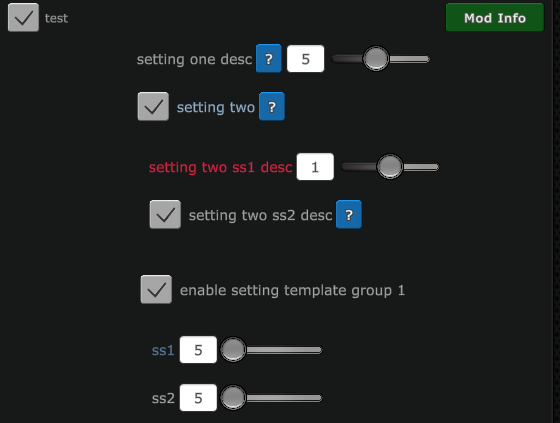 test Mod Info
setting one desc ? 5
setting two ?
setting two ss1 desc 1
setting two ss2 desc ?
enable setting template group 1
ss1 5
ss2 5